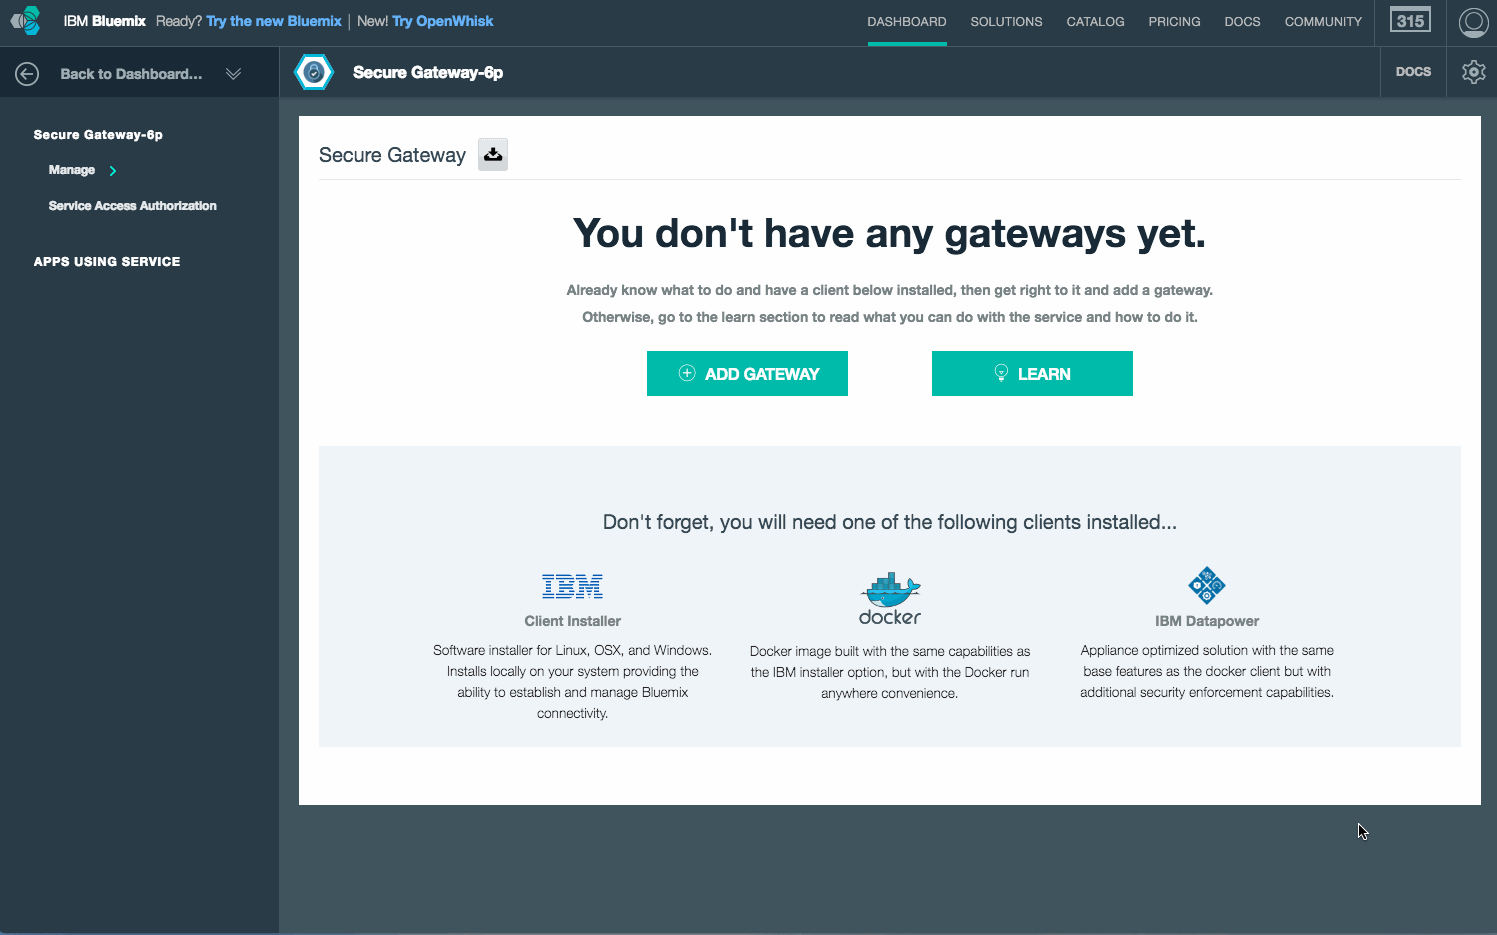 IBM Bluemix Ready? Try the new Bluemix | New! Try OpenWhisk
DASHBOARD SOLUTIONS CATALOG PRICING DOCS COMMUNITY 315
Back to Dashboard...
Secure Gateway-6p
DOCS
Secure Gateway-6p
Manage
Service Access Authorization
APPS USING SERVICE
Secure Gateway
You don't have any gateways yet.
Already know what to do and have a client below installed, then get right to it and add a gateway.
Otherwise, go to the learn section to read what you can do with the service and how to do it.
ADD GATEWAY
LEARN
Don't forget, you will need one of the following clients installed...
IBM
Client Installer
Software installer for Linux, OSX, and Windows.
Installs locally on your system providing the
ability to establish and manage Bluemix
connectivity.
docker
Docker image built with the same capabilities as
the IBM installer option, but with the Docker run
anywhere convenience.
IBM Datapower
Appliance optimized solution with the same
base features as the docker client but with
additional security enforcement capabilities.